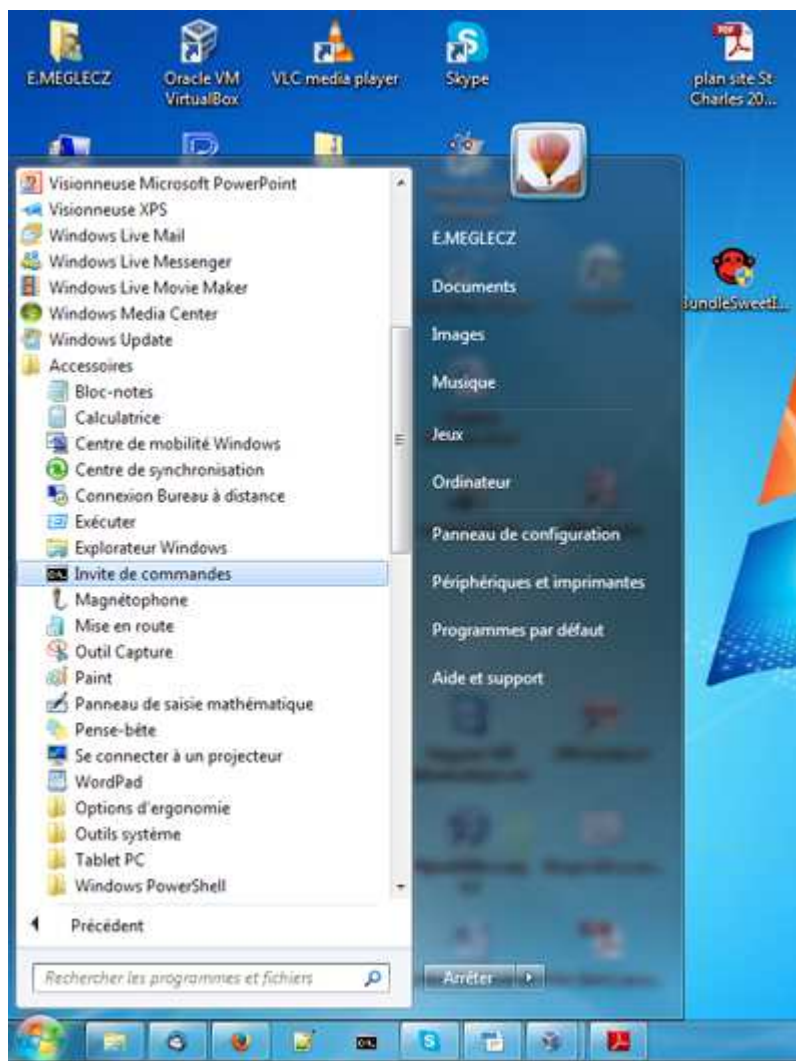 E.MEGLECZ
Oracle VM
VirtualBox
VLC media player
Skype
plan site St
Charles 20...
Visionneuse Microsoft PowerPoint
Visionneuse XPS
Windows Live Mail
Windows Live Messenger
Windows Live Movie Maker
Windows Media Center
Windows Update
Accessoires
Bloc-notes
Calculatrice
Centre de mobilité Windows
Centre de synchronisation
Connexion Bureau à distance
Exécuter
Explorateur Windows
Invite de commandes
Magnétophone
Mise en route
Outil Capture
Paint
Panneau de saisie mathématique
Pense-bête
Se connecter à un projecteur
WordPad
Options d'ergonomie
Outils système
Tablet PC
Windows PowerShell
Précédent
Rechercher les programmes et fichiers
E.MEGLECZ
Documents
Images
Musique
Jeux
Ordinateur
Panneau de configuration
Périphériques et imprimantes
Programmes par défaut
Aide et support
Arrêter